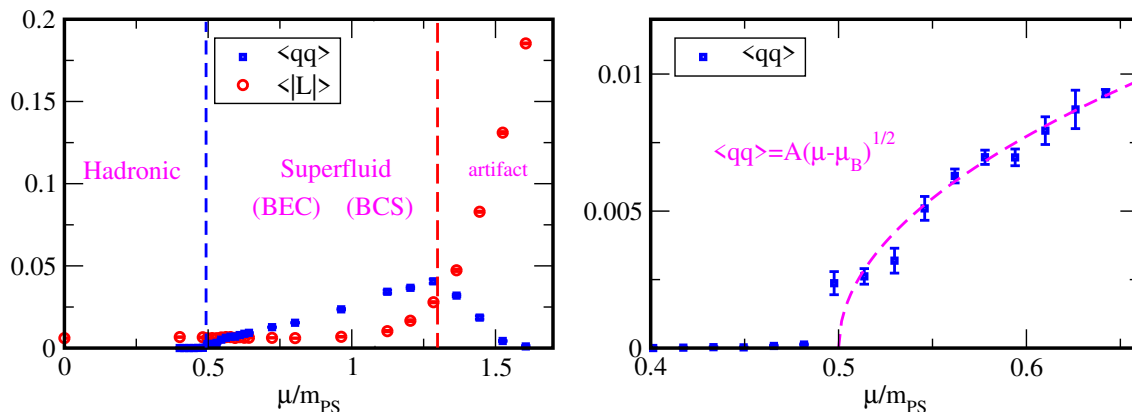 0.2
0.15
0.1
0.05
0
<qq>
<|L|>
Hadronic
Superfluid
(BEC) (BCS)
artifact
0 0.5 1 1.5
μ/m_PS
0.01
0.005
0
<qq>
<qq>=A(μ-μ_B)^1/2
0.4 0.5 0.6
μ/m_PS